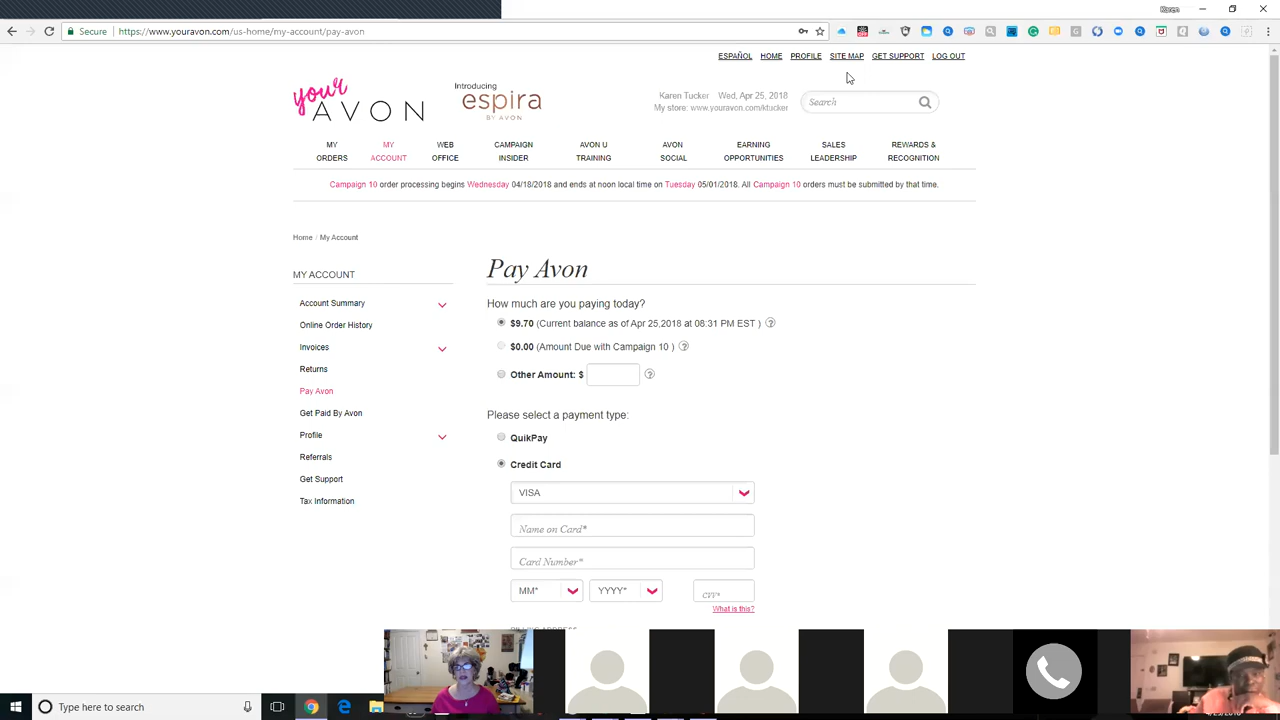 Karen
Secure https://www.youravon.com/us-home/my-account/pay-avon
ESPAÑOL HOME PROFILE SITE MAP GET SUPPORT LOG OUT
your AVON
Introducing
espira
BY AVON
Karen Tucker Wed, Apr 25, 2018
My store: www.youravon.com/ktucker
Search
MY ORDERS
MY ACCOUNT
WEB OFFICE
CAMPAIGN INSIDER
AVON U TRAINING
AVON SOCIAL
EARNING OPPORTUNITIES
SALES LEADERSHIP
REWARDS & RECOGNITION
Campaign 10 order processing begins Wednesday 04/18/2018 and ends at noon local time on Tuesday 05/01/2018. All Campaign 10 orders must be submitted by that time.
Home / My Account
MY ACCOUNT
Account Summary
Online Order History
Invoices
Returns
Pay Avon
Get Paid By Avon
Profile
Referrals
Get Support
Tax Information
Pay Avon
How much are you paying today?
$9.70 (Current balance as of Apr 25,2018 at 08:31 PM EST ) ?
$0.00 (Amount Due with Campaign 10 ) ?
Other Amount: $ ?
Please select a payment type:
QuikPay
Credit Card
VISA
Name on Card*
Card Number*
MM* YYYY* CVV*
What is this?
BILLING ADDRESS
Type here to search